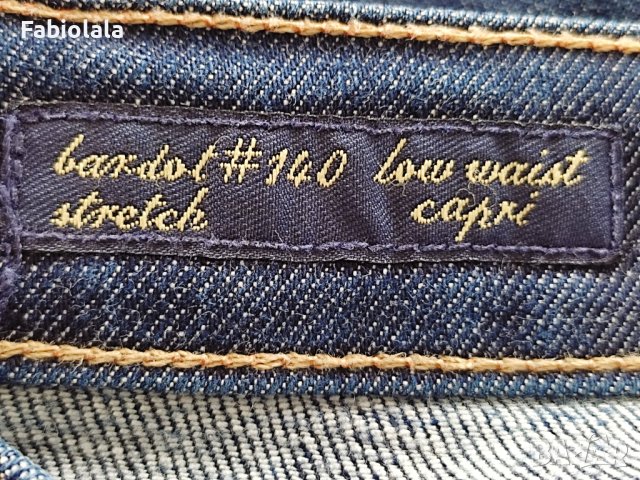 Fabiolala
bardot #140 low waist
stretch capri